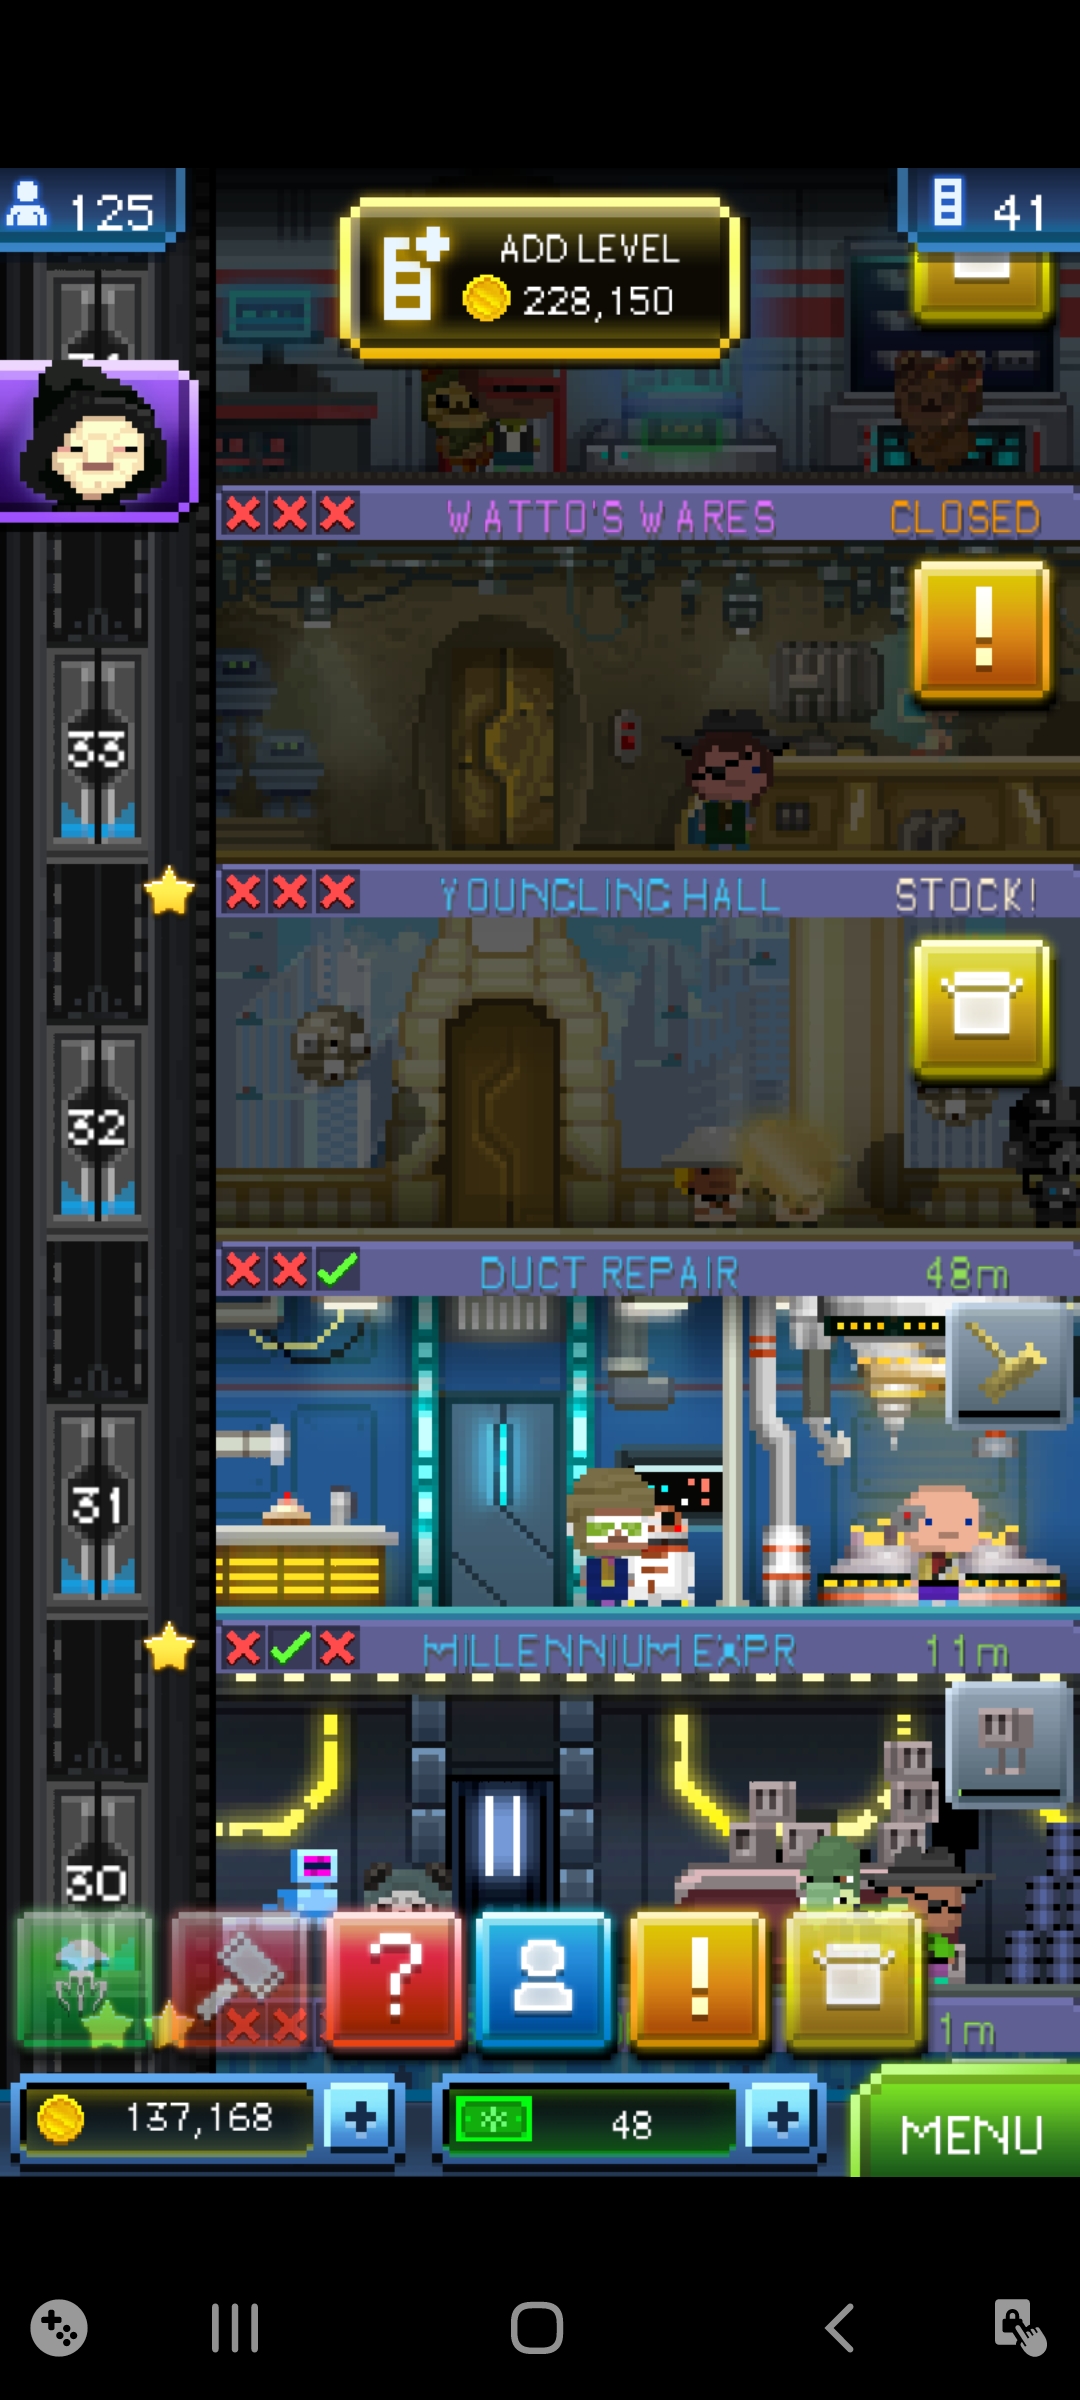 125
41
ADD LEVEL
228,150
WATTO'S WARES
CLOSED
33
YOUNGLING HALL
STOCK!
32
DUCT REPAIR
48m
31
MILLENNIUM EXPR
11m
30
1m
137,168
48
MENU